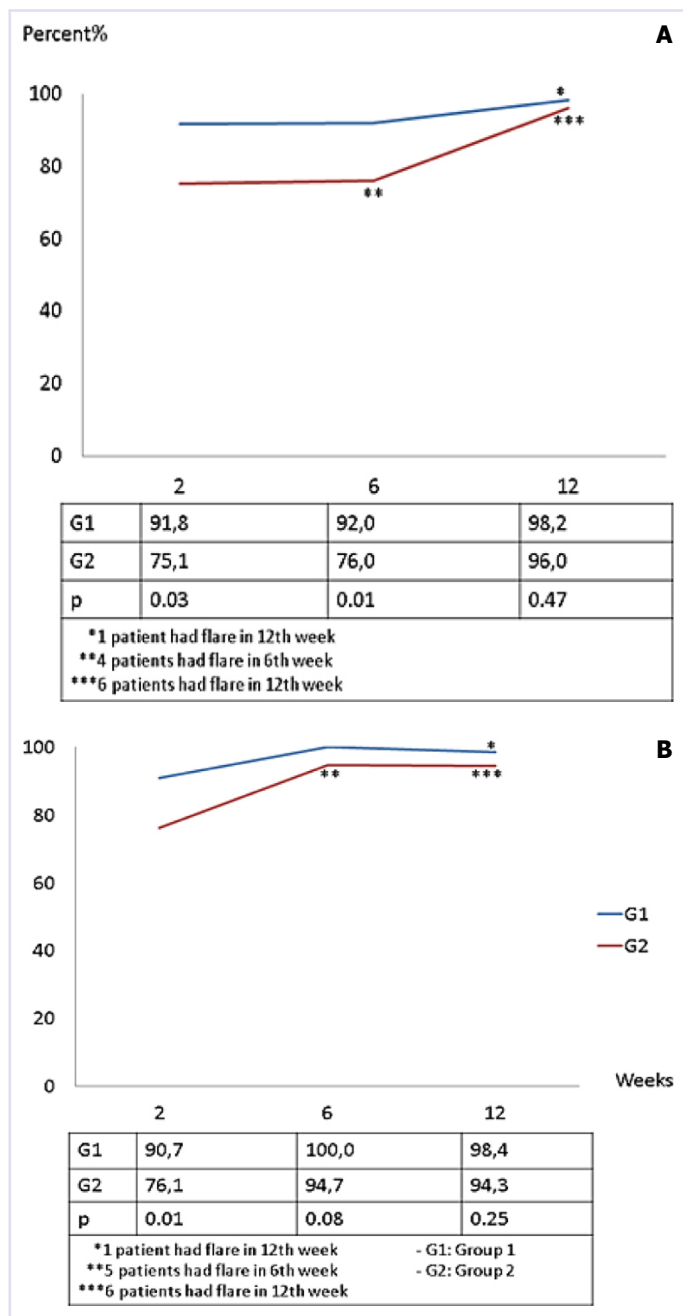 Percent%
A
100
80
60
40
20
0
*
***
**
2 6 12
G1 91,8 92,0 98,2
G2 75,1 76,0 96,0
p 0.03 0.01 0.47
*1 patient had flare in 12th week
**4 patients had flare in 6th week
***6 patients had flare in 12th week
B
100
80
60
40
20
0
*
**
***
G1
G2
Weeks
2 6 12
G1 90,7 100,0 98,4
G2 76,1 94,7 94,3
p 0.01 0.08 0.25
*1 patient had flare in 12th week - G1: Group 1
**5 patients had flare in 6th week - G2: Group 2
***6 patients had flare in 12th week